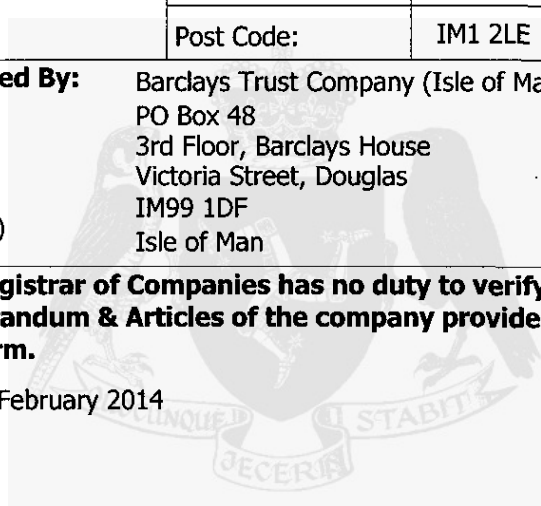 Post Code: IM1 2LE
ed By: Barclays Trust Company (Isle of Ma
PO Box 48
3rd Floor, Barclays House
Victoria Street, Douglas
IM99 1DF
) Isle of Man
gistrar of Companies has no duty to verify
andum & Articles of the company provide
rm.
February 2014
CUNQUE J STABIT
JECERIS